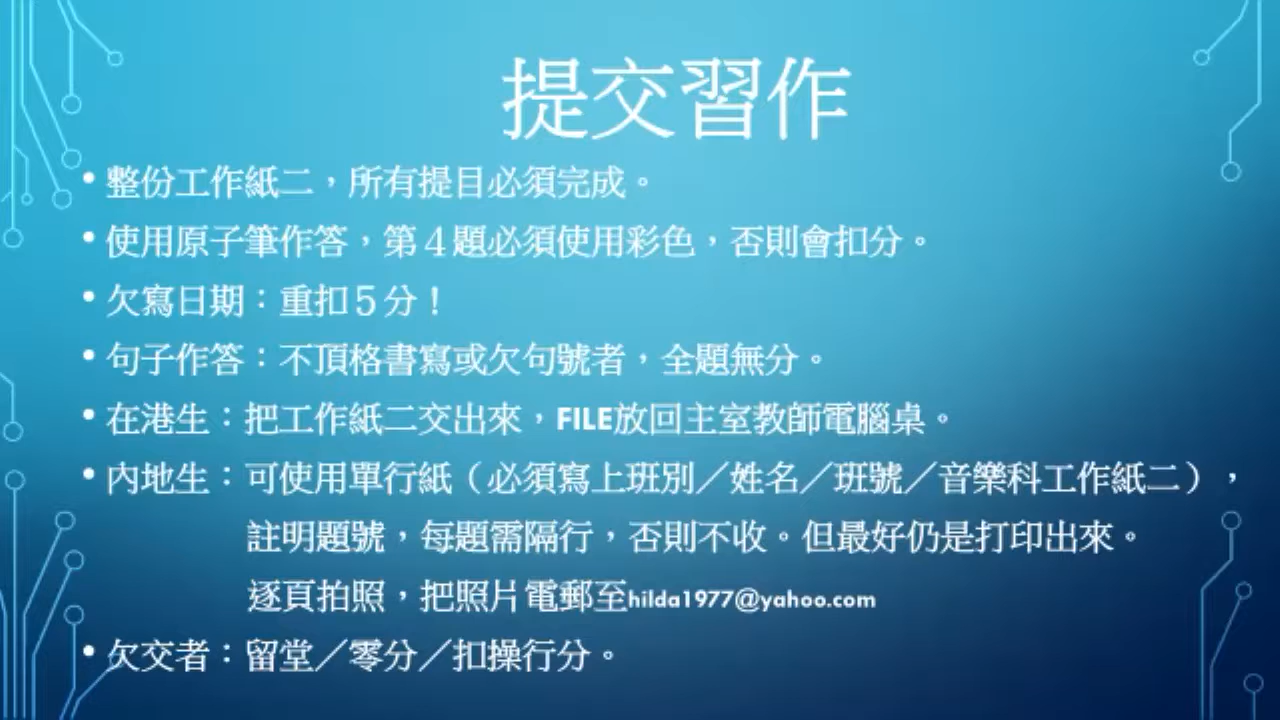 提交習作
• 整份工作紙二，所有提目必須完成。
• 使用原子筆作答，第４題必須使用彩色，否則會扣分。
• 欠寫日期：重扣５分！
• 句子作答：不頂格書寫或欠句號者，全題無分。
• 在港生：把工作紙二交出來，FILE放回主室教師電腦桌。
• 內地生：可使用單行紙（必須寫上班別／姓名／班號／音樂科工作紙二），
註明題號，每題需隔行，否則不收。但最好仍是打印出來。
逐頁拍照，把照片電郵至hilda1977@yahoo.com
• 欠交者：留堂／零分／扣操行分。